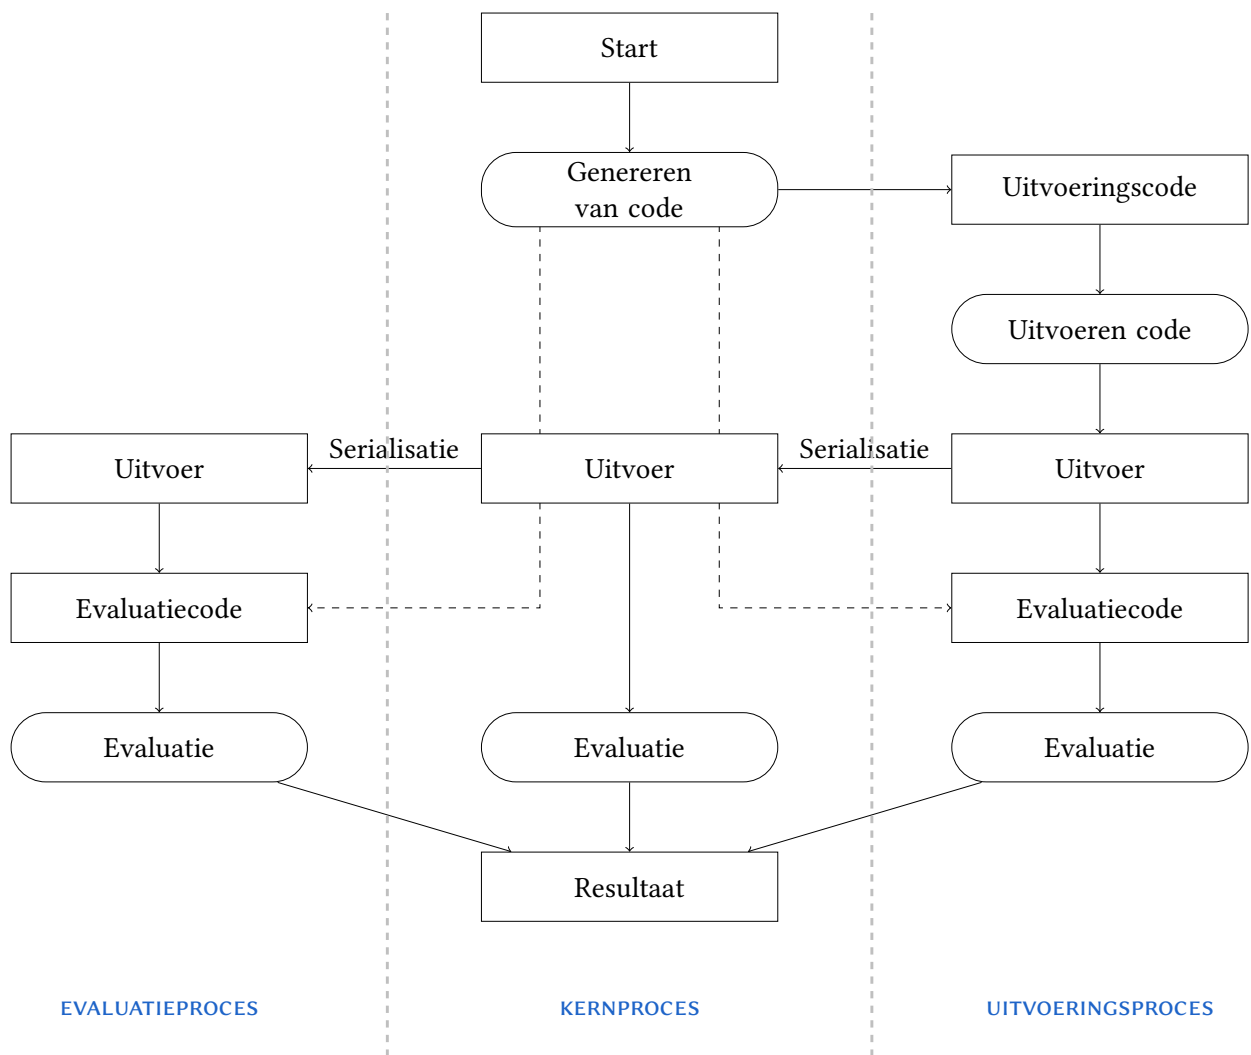 Start
Genereren
van code
Uitvoeringscode
Uitvoeren code
Serialisatie
Serialisatie
Uitvoer
Uitvoer
Uitvoer
Evaluatiecode
Evaluatiecode
Evaluatie
Evaluatie
Evaluatie
Resultaat
EVALUATIEPROCES
KERNPROCES
UITVOERINGSPROCES